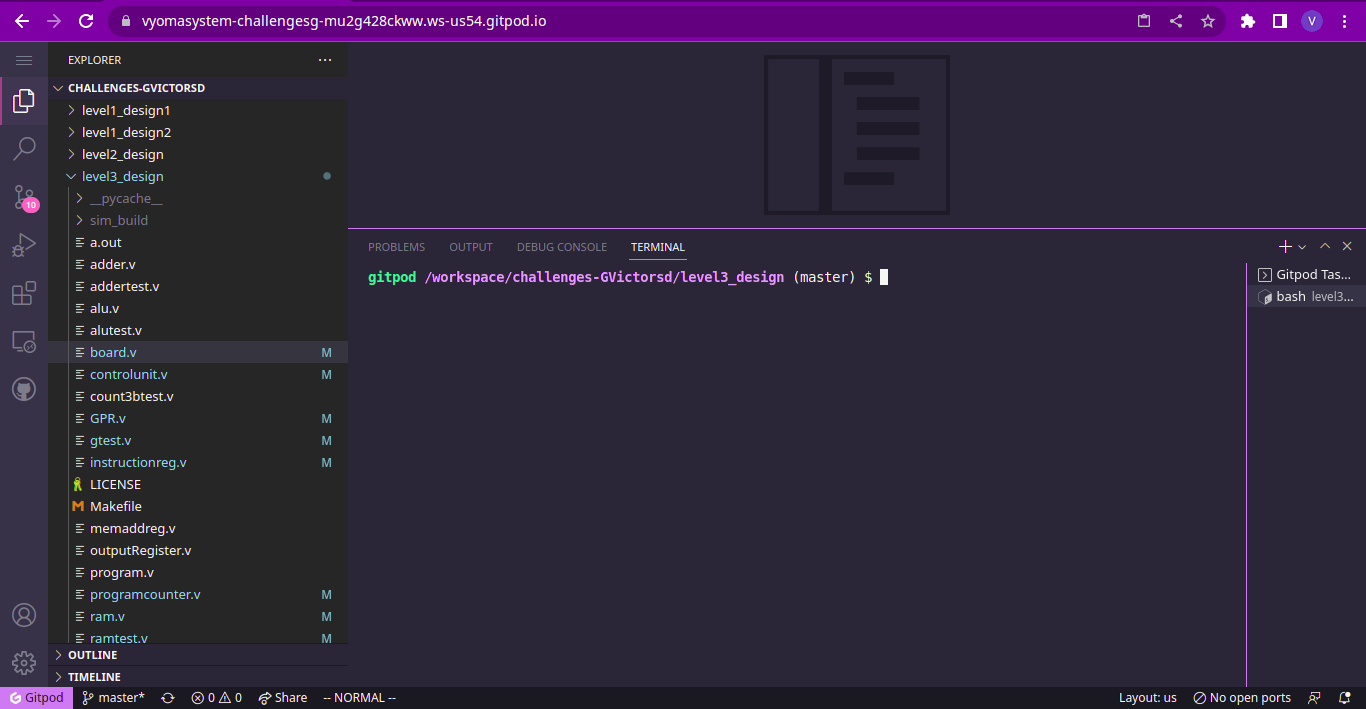 vyomasystem-challengesg-mu2g428ckww.ws-us54.gitpod.io
V
EXPLORER
CHALLENGES-GVICTORSD
level1_design1
level1_design2
level2_design
level3_design
__pycache__
sim_build
a.out
adder.v
addertest.v
alu.v
alutest.v
board.v M
controlunit.v M
count3btest.v
GPR.v M
gtest.v M
instructionreg.v M
LICENSE
Makefile
memaddreg.v
outputRegister.v
program.v
programcounter.v M
ram.v M
ramtest.v M
OUTLINE
TIMELINE
10
PROBLEMS OUTPUT DEBUG CONSOLE TERMINAL
gitpod /workspace/challenges-GVictorsd/level3_design (master) $
Gitpod Tas...
bash level3...
Gitpod master* 0 0 Share -- NORMAL -- Layout: us No open ports